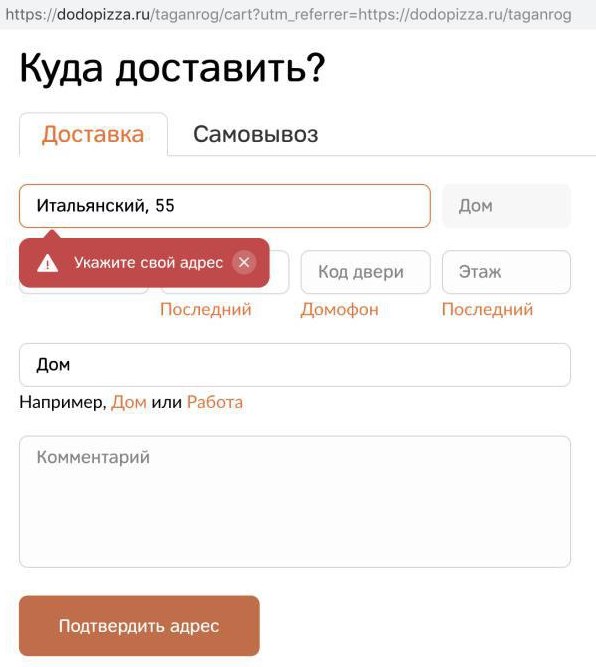 https://dodopizza.ru/taganrog/cart?utm_referrer=https://dodopizza.ru/taganrog
Куда доставить?
Доставка Самовывоз
Итальянский, 55 Дом
Укажите свой адрес
Код двери Этаж
Последний Домофон Последний
Дом
Например, Дом или Работа
Комментарий
Подтвердить адрес